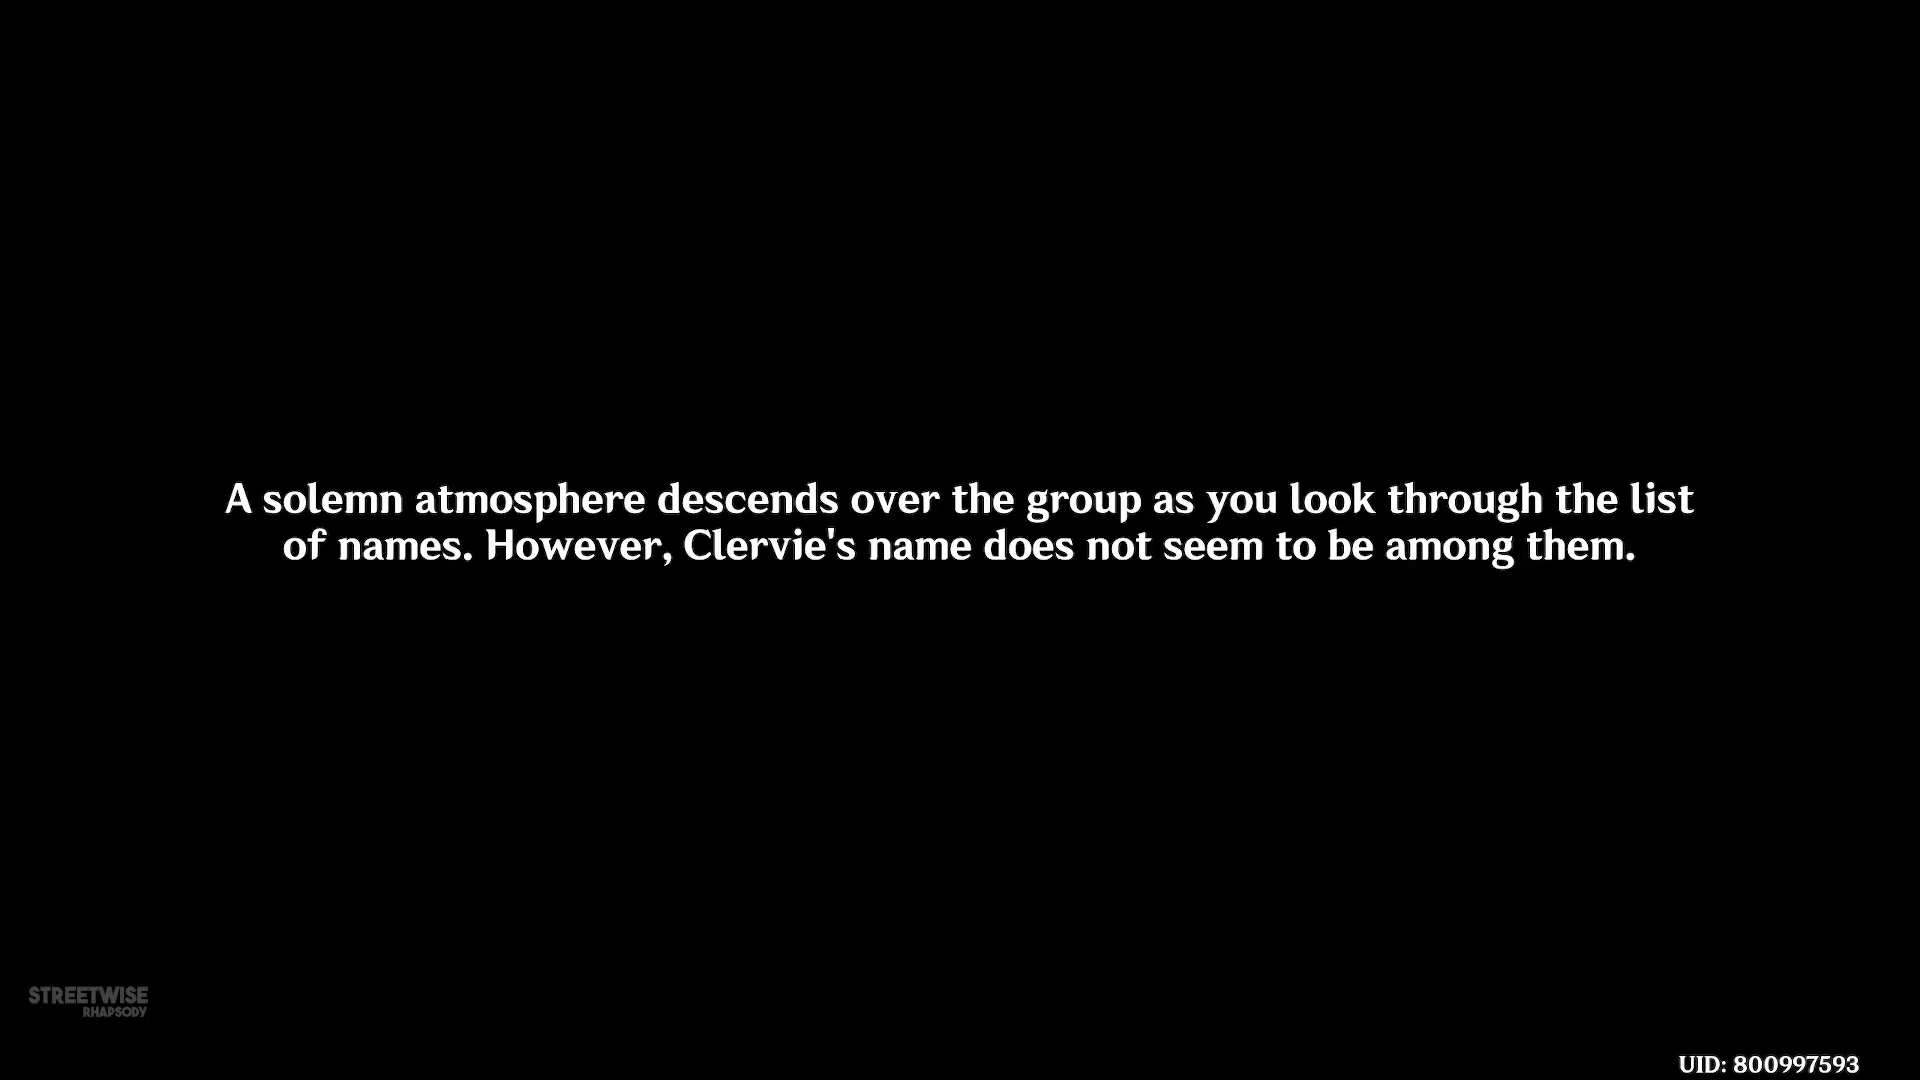 A solemn atmosphere descends over the group as you look through the list
of names. However, Clervie's name does not seem to be among them.
STREETWISE
RHAPSODY
UID: 800997593